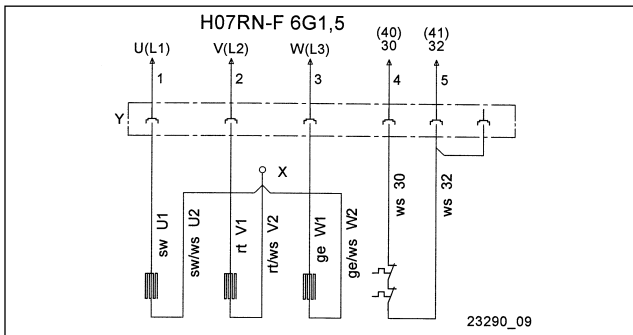 H07RN-F 6G1,5
U(L1) V(L2) W(L3) (40) 30 (41) 32
1 2 3 4 5
Y
X
sw U1
sw/ws U2
rt V1
rt/ws V2
ge W1
ge/ws W2
ws 30
ws 32
23290_09